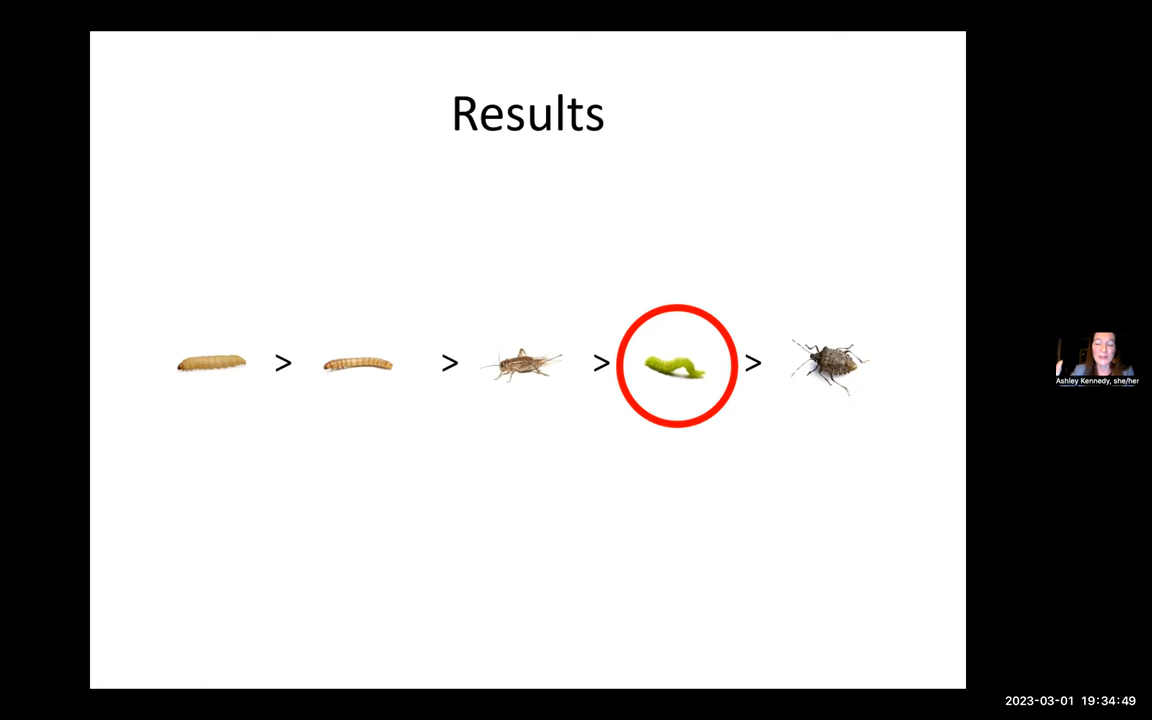 Results
> > > >
Ashley Kennedy, she/her
2023-03-01 19:34:49